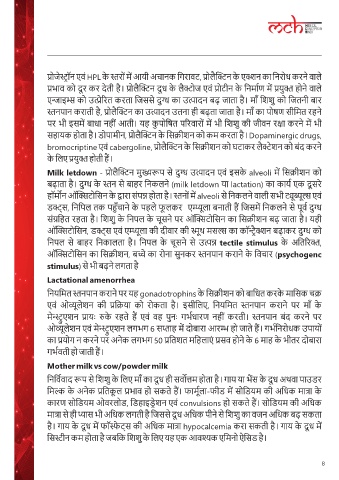 mch
प्रोजेस्ट्रॉन एवं HPL के स्तरों में आयी अचानक गिरावट, प्रोलैक्टिन के एक्शन का निरोध करने वाले
प्रभाव को दूर कर देती है। प्रोलैक्टिन दूध के लैक्टोज एवं प्रोटीन के निर्माण में प्रयुक्त होने वाले
एन्जाइम्स को उत्प्रेरित करता जिससे दुग्ध का उत्पादन बढ़ जाता है। माँ शिशु को जितनी बार
स्तनपान कराती है, प्रोलैक्टिन का उत्पादन उतना ही बढ़ता जाता है। माँ का पोषण सीमित रहने
पर भी इसमें बाधा नहीं आती। यह कुपोषित परिवारों में भी शिशु की जीवन रक्षा करने में भी
सहायक होता है। डोपामीन, प्रोलैक्टिन के सिक्रीशन को कम करता है। Dopaminergic drugs,
bromocriptine एवं cabergoline, प्रोलैक्टिन के सिक्रीशन को घटाकर लैक्टेशन को बंद करने
के लिए प्रयुक्त होती हैं।
Milk letdown - प्रोलैक्टिन मुख्यरूप से दुग्ध उत्पादन एवं इसके alveoli में सिक्रीशन को
बढ़ाता है। दुग्ध के स्तन से बाहर निकलने (milk letdown या lactation) का कार्य एक दूसरे
हॉर्मोन ऑक्सिटोसिन के द्वारा संपन्न होता है। स्तनों में alveoli से निकलने वाली सभी ट्यूब्यूल्स एवं
डक्ट्स, निपिल तक पहुँचाने के पहले फूलकर एम्प्यूला बनाती हैं जिसमें निकलने से पूर्व दुग्ध
संग्रहित रहता है। शिशु के निपल के चूसने पर ऑक्सिटोसिन का सिक्रीशन बढ़ जाता है। यही
ऑक्सिटोसिन, डक्ट्स एवं एम्प्यूला की दीवार की स्मूथ मसल्स का कॉन्ट्रैक्शन बढ़ाकर दुग्ध को
निपल से बाहर निकालता है। निपल के चूसने से उत्पन्न tactile stimulus के अतिरिक्त,
ऑक्सिटोसिन का सिक्रीशन, बच्चे का रोना सुनकर स्तनपान कराने के विचार (psychogenc
stimulus) से भी बढ़ने लगता है
Lactational amenorrhea
नियमित स्तनपान कराने पर यह gonadotrophins के सिक्रीशन को बाधित करके मासिक चक्र
एवं ओव्यूलेशन की प्रक्रिया को रोकता है। इसीलिए, नियमित स्तनपान कराने पर माँ के
मेन्स्ट्रुएशन प्रायः रुके रहते हैं एवं वह पुनः गर्भधारण नहीं करती। स्तनपान बंद करने पर
ओव्यूलेशन एवं मेन्स्ट्रुएशन लगभग 6 सप्ताह में दोबारा आरम्भ हो जाते हैं। गर्भनिरोधक उपायों
का प्रयोग न करने पर अनेक लगभग 50 प्रतिशत महिलाएं प्रसव होने के 6 माह के भीतर दोबारा
गर्भवती हो जाती हैं।
Mother milk vs cow/powder milk
निर्विवाद रूप से शिशु के लिए माँ का दूध ही सर्वोत्तम होता है। गाय या भैंस के दूध अथवा पाउडर
मिल्क के अनेक प्रतिकूल प्रभाव हो सकते हैं। फार्मूला-फीड में सोडियम की अधिक मात्रा के
कारण सोडियम ओवरलोड, डिहाइड्रेशन एवं convulsions हो सकते हैं। सोडियम की अधिक
मात्रा से ही प्यास भी अधिक लगती है जिससे दूध अधिक पीने से शिशु का वजन अधिक बढ़ सकता
है। गाय के दूध में फॉस्फेट्स की अधिक मात्रा hypocalcemia करा सकती है। गाय के दूध में
सिस्टीन कम होता है जबकि शिशु के लिए यह एक आवश्यक एमिनो ऐसिड है।
8